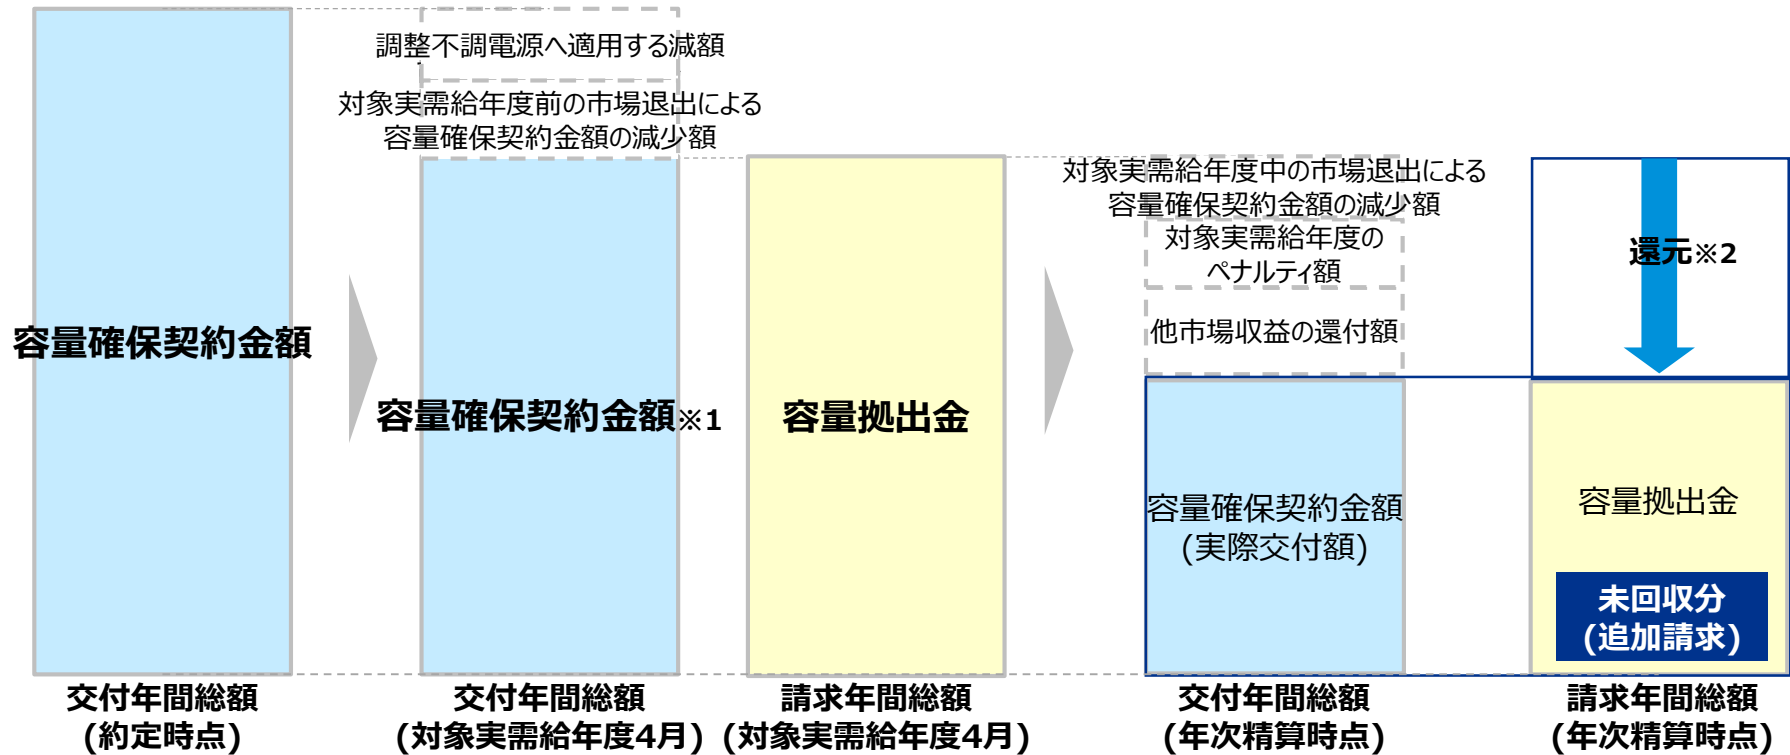 容量確保契約金額
交付年間総額
(約定時点)
調整不調電源へ適用する減額
対象実需給年度前の市場退出による
容量確保契約金額の減少額
容量確保契約金額※1
交付年間総額
(対象実需給年度4月)
容量拠出金
請求年間総額
(対象実需給年度4月)
対象実需給年度中の市場退出による
容量確保契約金額の減少額
対象実需給年度の
ペナルティ額
他市場収益の還付額
容量確保契約金額
(実際交付額)
交付年間総額
(年次精算時点)
還元※2
容量拠出金
未回収分
(追加請求)
請求年間総額
(年次精算時点)